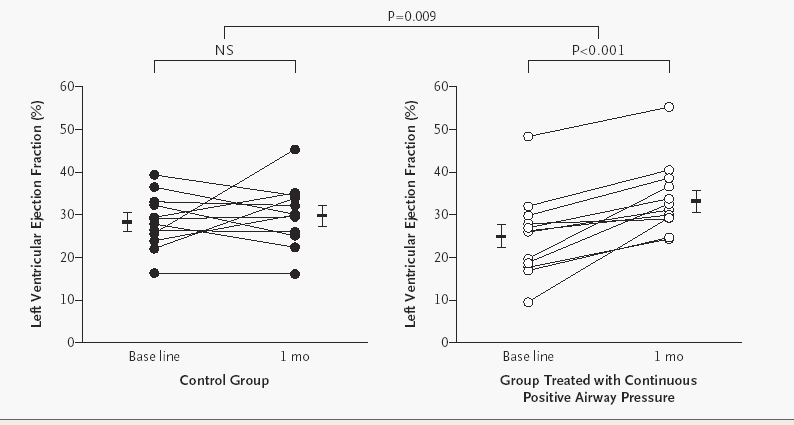 P=0.009
NS
P<0.001
Left Ventricular Ejection Fraction (%)
60
50
40
30
20
10
0
Base line
1 mo
Control Group
Left Ventricular Ejection Fraction (%)
60
50
40
30
20
10
0
Base line
1 mo
Group Treated with Continuous
Positive Airway Pressure